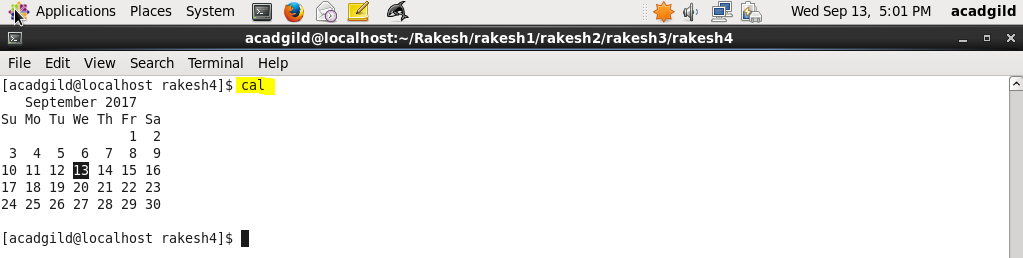 Applications Places System Wed Sep 13, 5:01 PM acadgild
acadgild@localhost:~/Rakesh/rakesh1/rakesh2/rakesh3/rakesh4
File Edit View Search Terminal Help
[acadgild@localhost rakesh4]$ cal
   September 2017
Su Mo Tu We Th Fr Sa
                1  2
 3  4  5  6  7  8  9
10 11 12 13 14 15 16
17 18 19 20 21 22 23
24 25 26 27 28 29 30
[acadgild@localhost rakesh4]$